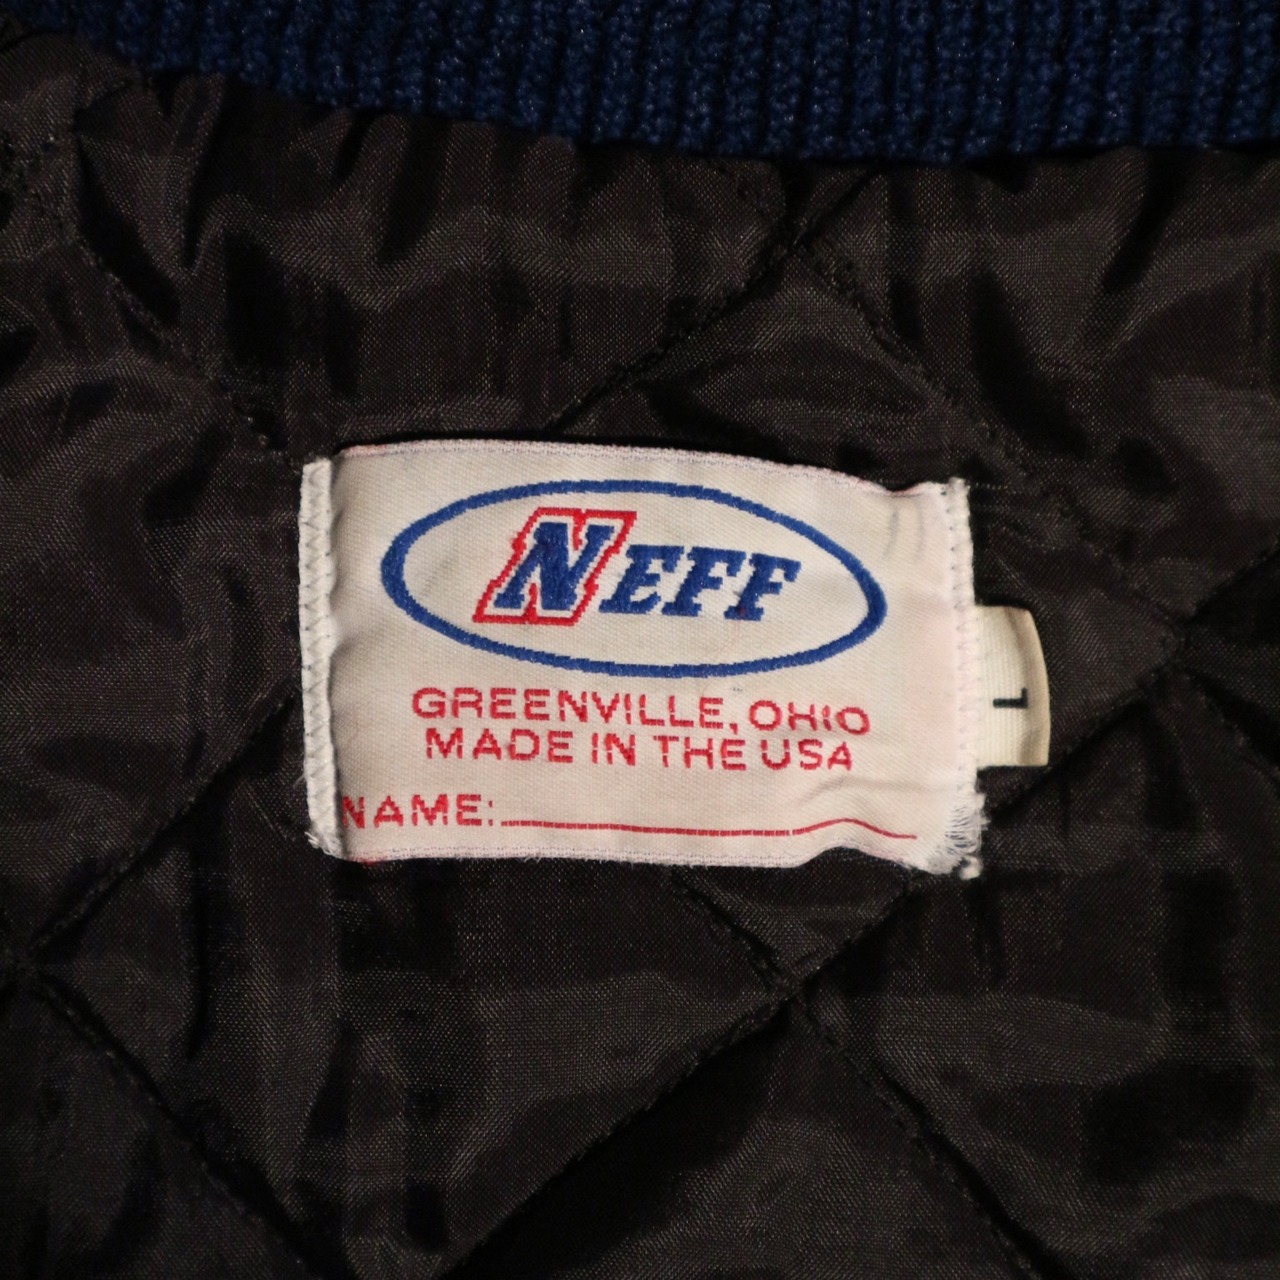 NEFF
GREENVILLE, OHIO
MADE IN THE USA
NAME:
L